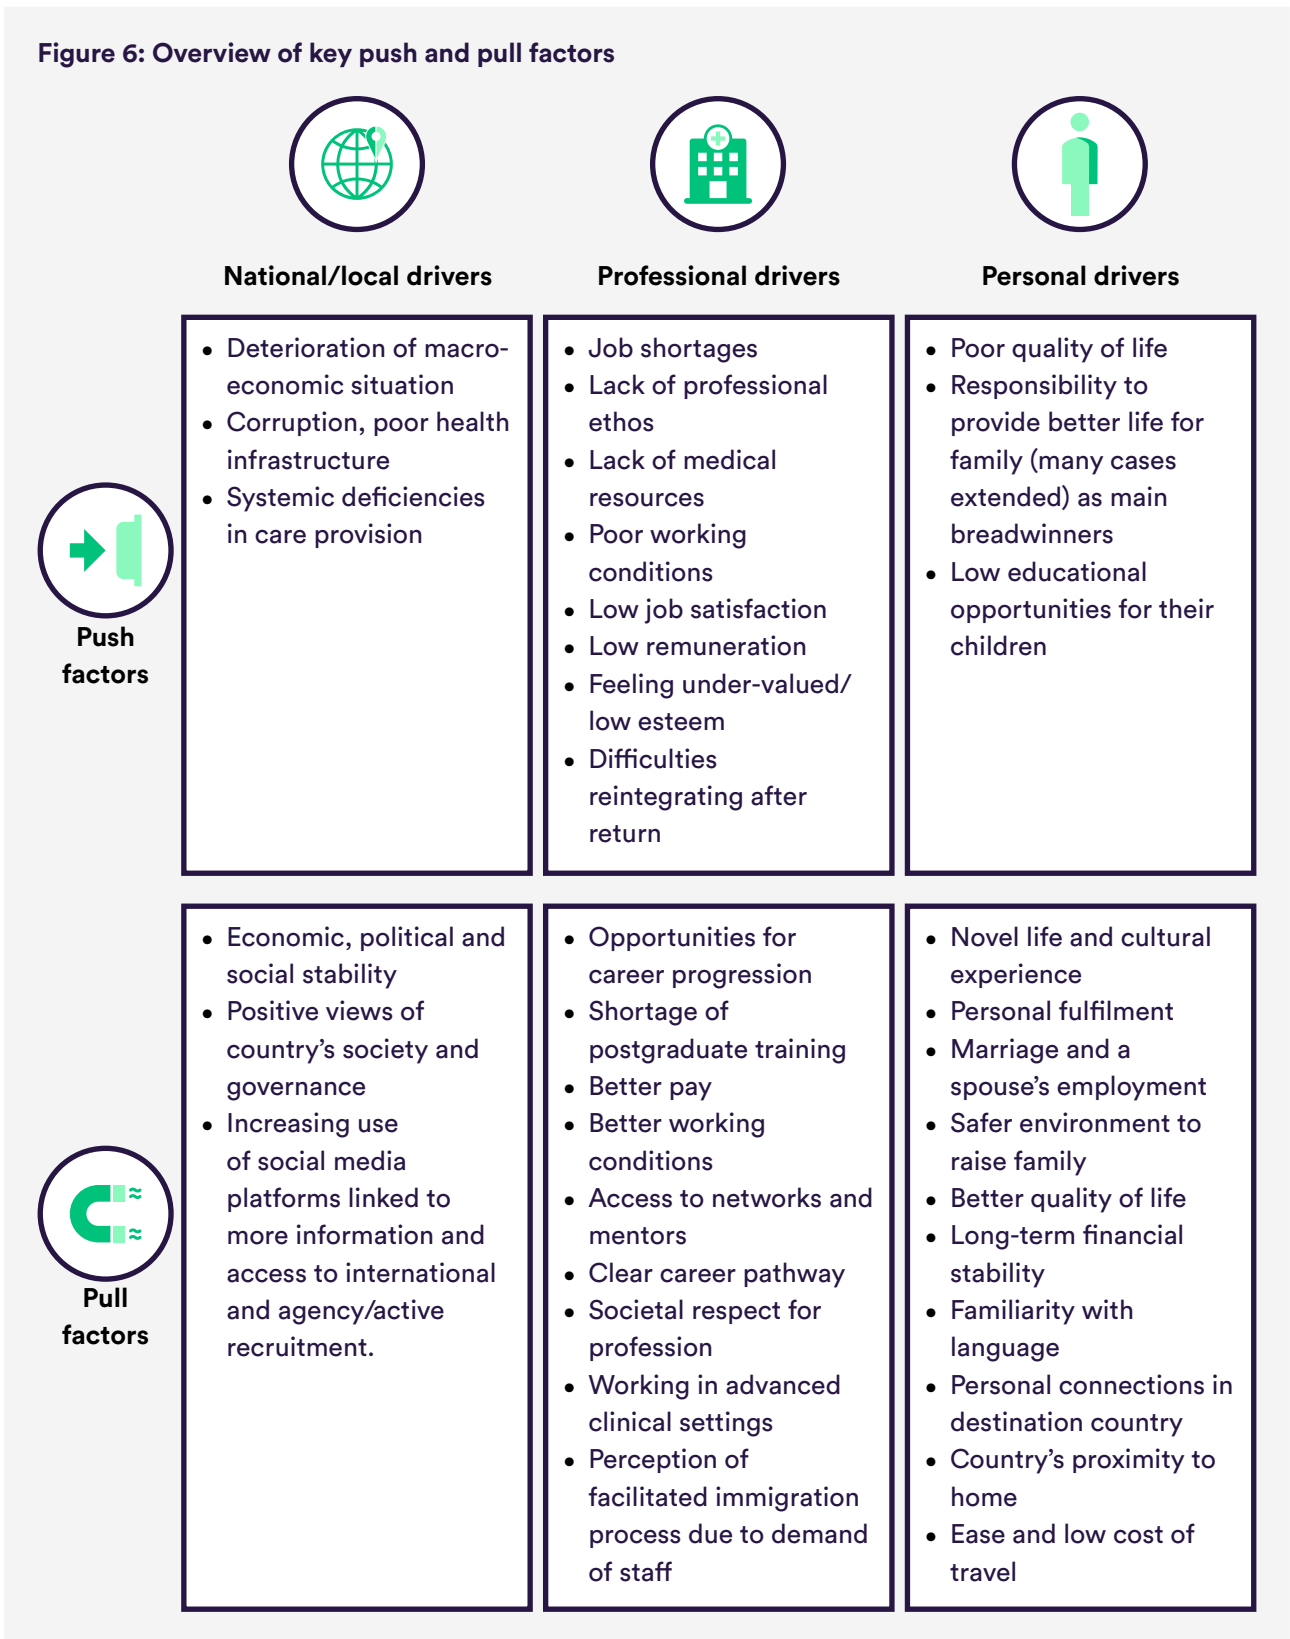 Figure 6: Overview of key push and pull factors
National/local drivers
Professional drivers
Personal drivers
Push
factors
• Deterioration of macro-
economic situation
• Corruption, poor health
infrastructure
• Systemic deficiencies
in care provision
• Job shortages
• Lack of professional
ethos
• Lack of medical
resources
• Poor working
conditions
• Low job satisfaction
• Low remuneration
• Feeling under-valued/
low esteem
• Difficulties
reintegrating after
return
• Poor quality of life
• Responsibility to
provide better life for
family (many cases
extended) as main
breadwinners
• Low educational
opportunities for their
children
Pull
factors
• Economic, political and
social stability
• Positive views of
country’s society and
governance
• Increasing use
of social media
platforms linked to
more information and
access to international
and agency/active
recruitment.
• Opportunities for
career progression
• Shortage of
postgraduate training
• Better pay
• Better working
conditions
• Access to networks and
mentors
• Clear career pathway
• Societal respect for
profession
• Working in advanced
clinical settings
• Perception of
facilitated immigration
process due to demand
of staff
• Novel life and cultural
experience
• Personal fulfilment
• Marriage and a
spouse’s employment
• Safer environment to
raise family
• Better quality of life
• Long-term financial
stability
• Familiarity with
language
• Personal connections in
destination country
• Country’s proximity to
home
• Ease and low cost of
travel